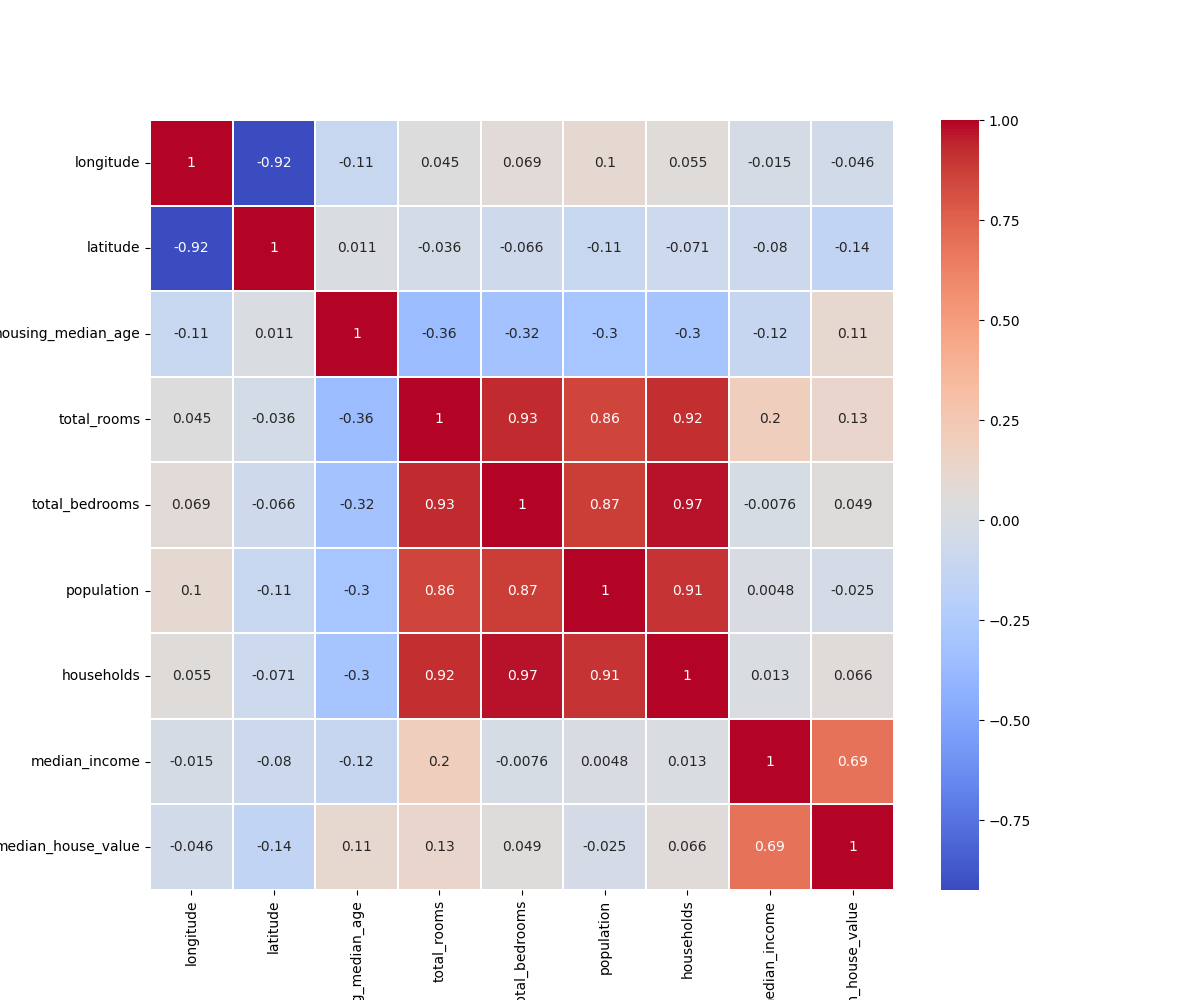 longitude 1 -0.92 -0.11 0.045 0.069 0.1 0.055 -0.015 -0.046
latitude -0.92 1 0.011 -0.036 -0.066 -0.11 -0.071 -0.08 -0.14
housing_median_age -0.11 0.011 1 -0.36 -0.32 -0.3 -0.3 -0.12 0.11
total_rooms 0.045 -0.036 -0.36 1 0.93 0.86 0.92 0.2 0.13
total_bedrooms 0.069 -0.066 -0.32 0.93 1 0.87 0.97 -0.0076 0.049
population 0.1 -0.11 -0.3 0.86 0.87 1 0.91 0.0048 -0.025
households 0.055 -0.071 -0.3 0.92 0.97 0.91 1 0.013 0.066
median_income -0.015 -0.08 -0.12 0.2 -0.0076 0.0048 0.013 1 0.69
median_house_value -0.046 -0.14 0.11 0.13 0.049 -0.025 0.066 0.69 1
longitude
latitude
g_median_age
total_rooms
otal_bedrooms
population
households
edian_income
n_house_value
1.00
0.75
0.50
0.25
0.00
−0.25
−0.50
−0.75